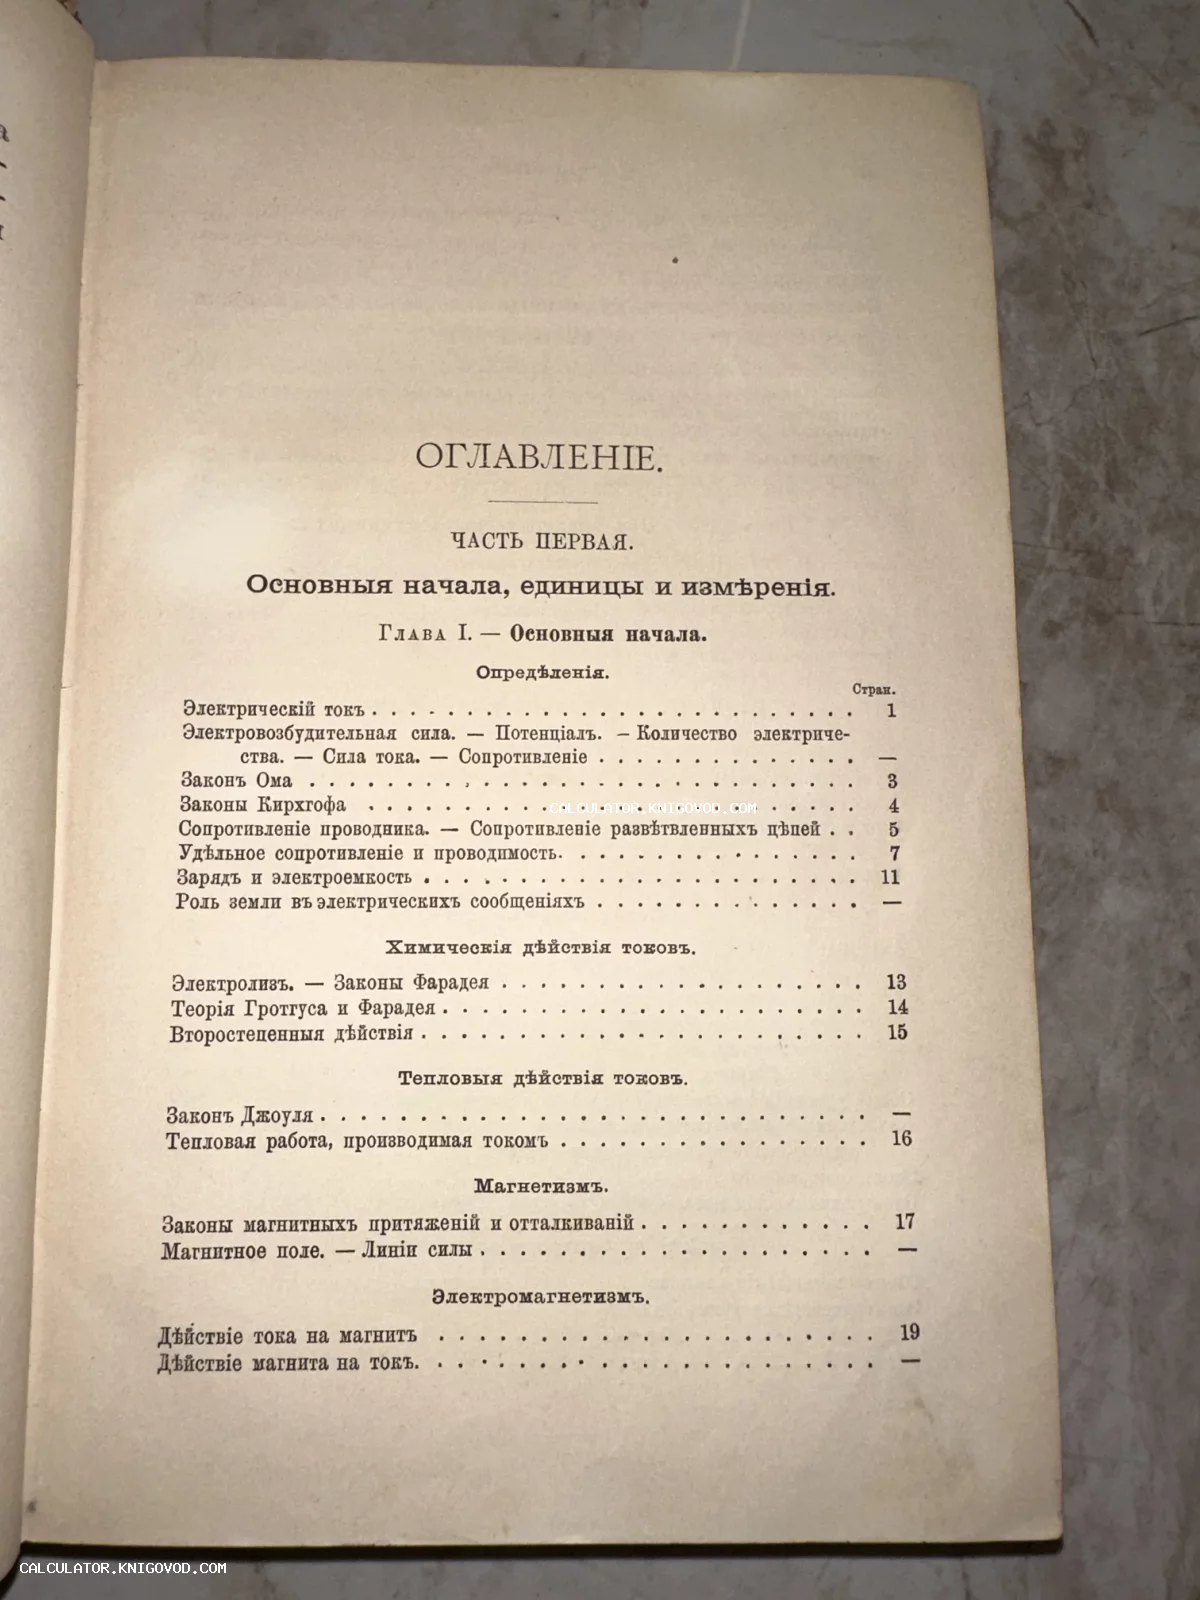 ОГЛАВЛЕНІЕ.
ЧАСТЬ ПЕРВАЯ.
Основныя начала, единицы и измѣренія.
Глава I. — Основныя начала.
Опредѣленія.
Стран.
Электрическій токъ . . . . . . . . . . . . . . . . . . . . . . . . . 1
Электровозбудительная сила. — Потенціалъ. — Количество электриче-
ства. — Сила тока. — Сопротивленіе . . . . . . . . . . . . . . —
Законъ Ома . . . . . . . . . . . . . . . . . . . . . . . . . . . . 3
Законы Кирхгофа . . . . . . . . . . . . . . . . . . . . . . . . . 4
CALCULATOR.KNIGOVOD.COM
Сопротивленіе проводника. — Сопротивленіе развѣтвленныхъ цѣпей . . 5
Удѣльное сопротивленіе и проводимость. . . . . . . . . . . . . . . . 7
Зарядъ и электроемкость . . . . . . . . . . . . . . . . . . . . . . . 11
Роль земли въ электрическихъ сообщеніяхъ . . . . . . . . . . . . . . —
Химическія дѣйствія токовъ.
Электролизъ. — Законы Фарадея . . . . . . . . . . . . . . . . . . . 13
Теорія Гротгуса и Фарадея . . . . . . . . . . . . . . . . . . . . . . 14
Второстепенныя дѣйствія . . . . . . . . . . . . . . . . . . . . . . . 15
Тепловыя дѣйствія токовъ.
Законъ Джоуля . . . . . . . . . . . . . . . . . . . . . . . . . . . . —
Тепловая работа, производимая токомъ . . . . . . . . . . . . . . . . 16
Магнетизмъ.
Законы магнитныхъ притяженій и отталкиваній . . . . . . . . . . . . 17
Магнитное поле. — Линіи силы . . . . . . . . . . . . . . . . . . . . —
Электромагнетизмъ.
Дѣйствіе тока на магнитъ . . . . . . . . . . . . . . . . . . . . . . . 19
Дѣйствіе магнита на токъ. . . . . . . . . . . . . . . . . . . . . . . —
CALCULATOR.KNIGOVOD.COM